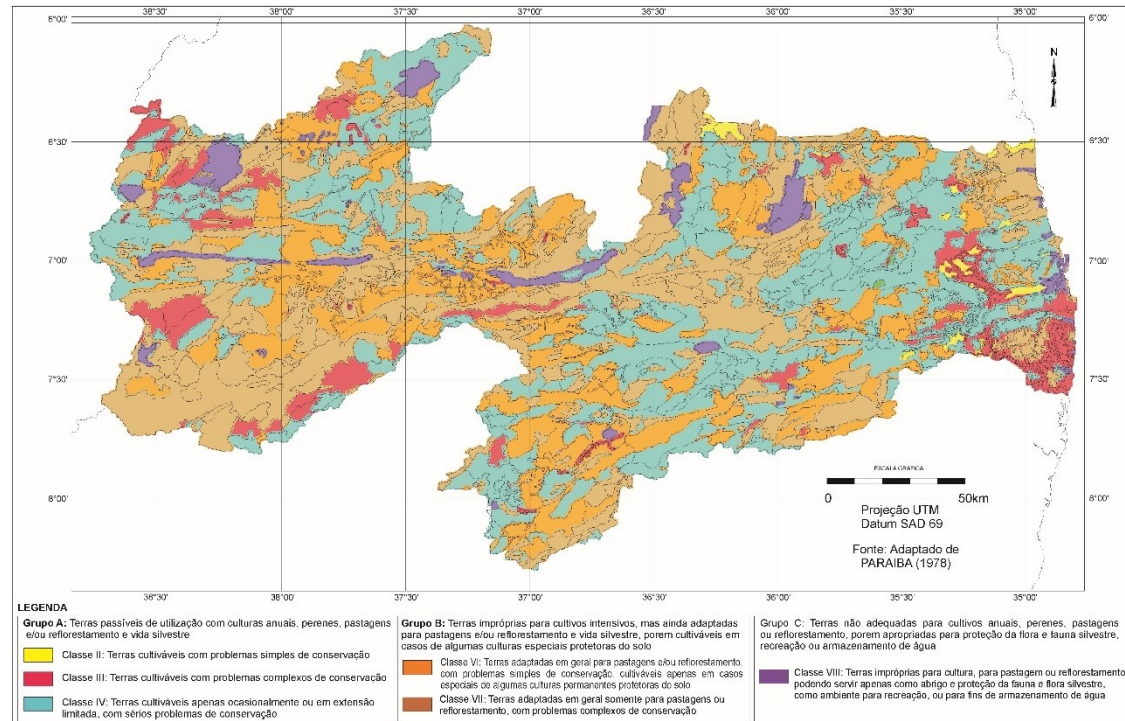 38°30' 38°00' 37°30' 37°00' 36°30' 36°00' 35°30' 35°00'
6°00' 6°00'
N
6°30' 6°30'
7°00' 7°00'
7°30' 7°30'
8°00' 8°00'
ESCALA GRÁFICA
0 50km
Projeção UTM
Datum SAD 69
Fonte: Adaptado de
PARAIBA (1978)
38°30' 38°00' 37°30' 37°00' 36°30' 36°00' 35°30' 35°00'
LEGENDA
Grupo A: Terras passíveis de utilização com culturas anuais, perenes, pastagens
e/ou reflorestamento e vida silvestre
Classe II: Terras cultiváveis com problemas simples de conservação
Classe III: Terras cultiváveis com problemas complexos de conservação
Classe IV: Terras cultiváveis apenas ocasionalmente ou em extensão
limitada, com sérios problemas de conservação
Grupo B: Terras impróprias para cultivos intensivos, mas ainda adaptadas
para pastagens e/ou reflorestamento e vida silvestre, porem cultiváveis em
casos de algumas culturas especiais protetoras do solo
Classe VI: Terras adaptadas em geral para pastagens e/ou reflorestamento,
com problemas simples de conservação, cultiváveis apenas em casos
especiais de algumas culturas permanentes protetoras do solo
Classe VII: Terras adaptadas em geral somente para pastagens ou
reflorestamento, com problemas complexos de conservação
Grupo C: Terras não adequadas para cultivos anuais, perenes, pastagens
ou reflorestamento, porem apropriadas para proteção da flora e fauna silvestre,
recreação ou armazenamento de água
Classe VIII: Terras impróprias para cultura, para pastagem ou reflorestamento
podendo servir apenas como abrigo e proteção da fauna e flora silvestre,
como ambiente para recreação, ou para fins de armazenamento de água